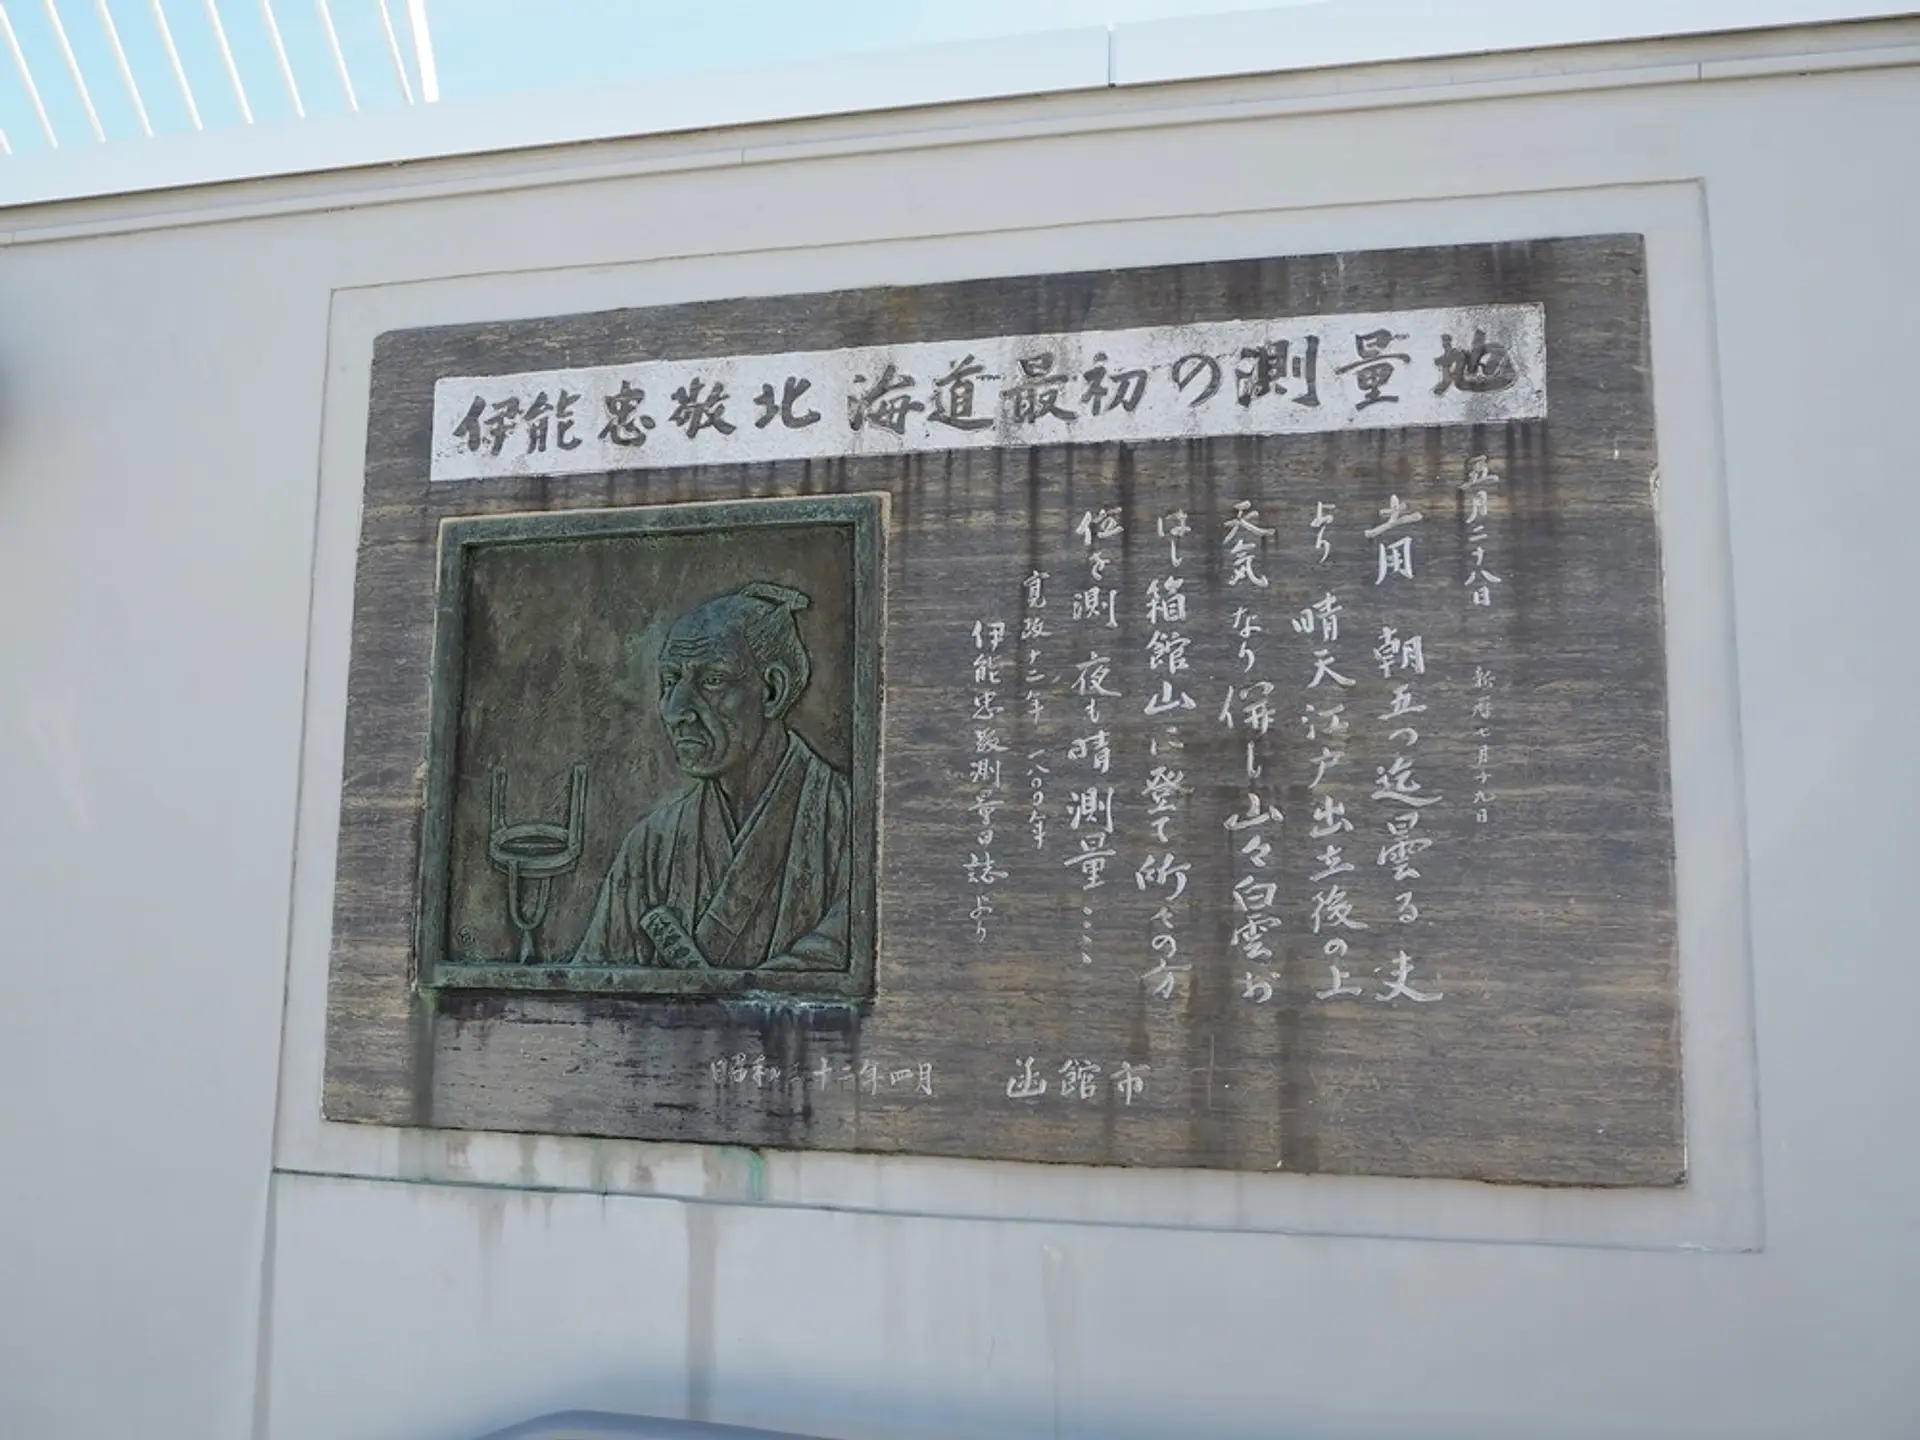 伊能忠敬北海道最初の測量地
五月二十八日 新暦七月十九日
土用 朝五つ迄曇る 夫
より 晴天江戸出立後の上
天気なり併し山々白雲お
はし箱館山に登て所々の方
位を測 夜も晴測量……
寛政十二年 一八〇〇年
伊能忠敬測量日誌より
昭和三十二年四月 函館市